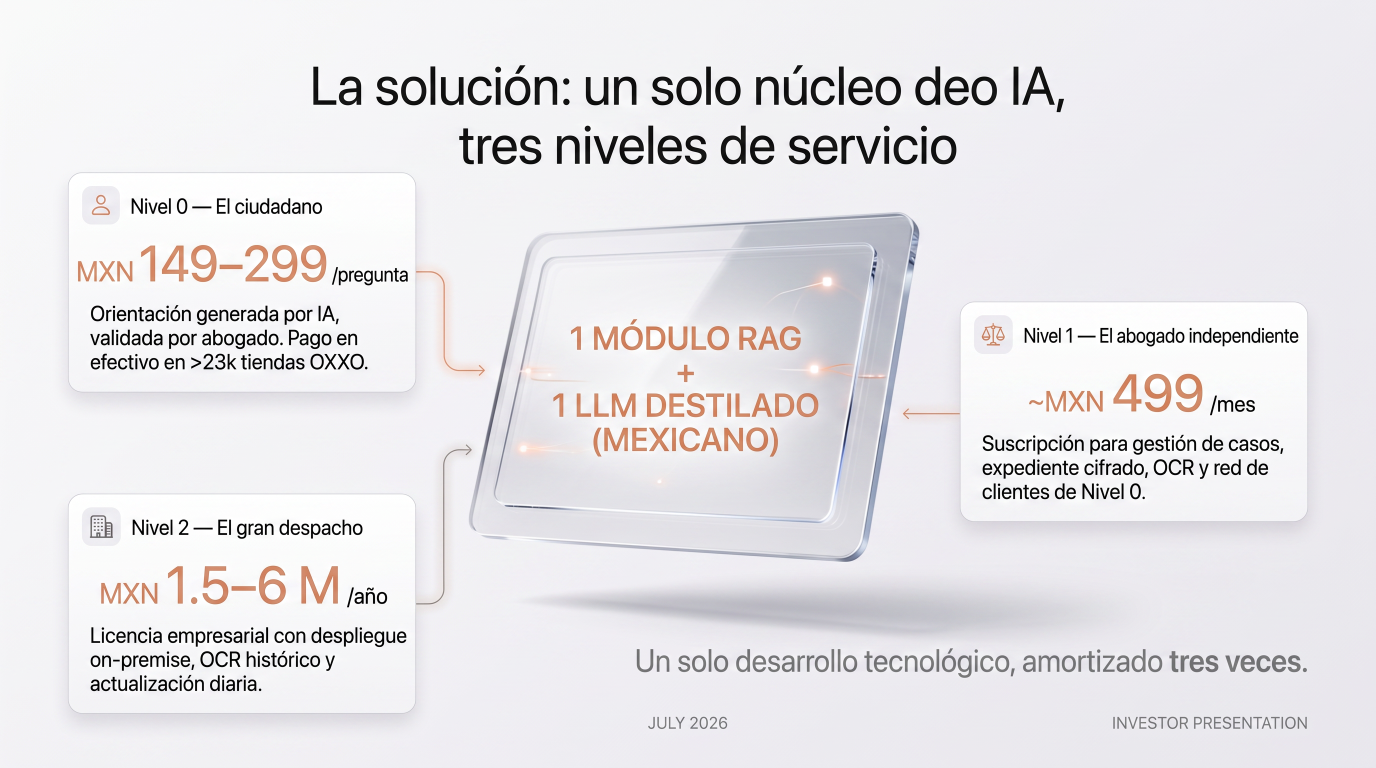 La solución: un solo núcleo deo IA,
tres niveles de servicio
Nivel 0 — El ciudadano
MXN 149–299 /pregunta
Orientación generada por IA,
validada por abogado. Pago en
efectivo en >23k tiendas OXXO.
1 MÓDULO RAG
+
1 LLM DESTILADO
(MEXICANO)
Nivel 1 — El abogado independiente
~MXN 499 /mes
Suscripción para gestión de casos,
expediente cifrado, OCR y red de
clientes de Nivel 0.
Nivel 2 — El gran despacho
MXN 1.5–6 M /año
Licencia empresarial con despliegue
on-premise, OCR histórico y
actualización diaria.
Un solo desarrollo tecnológico, amortizado tres veces.
JULY 2026
INVESTOR PRESENTATION